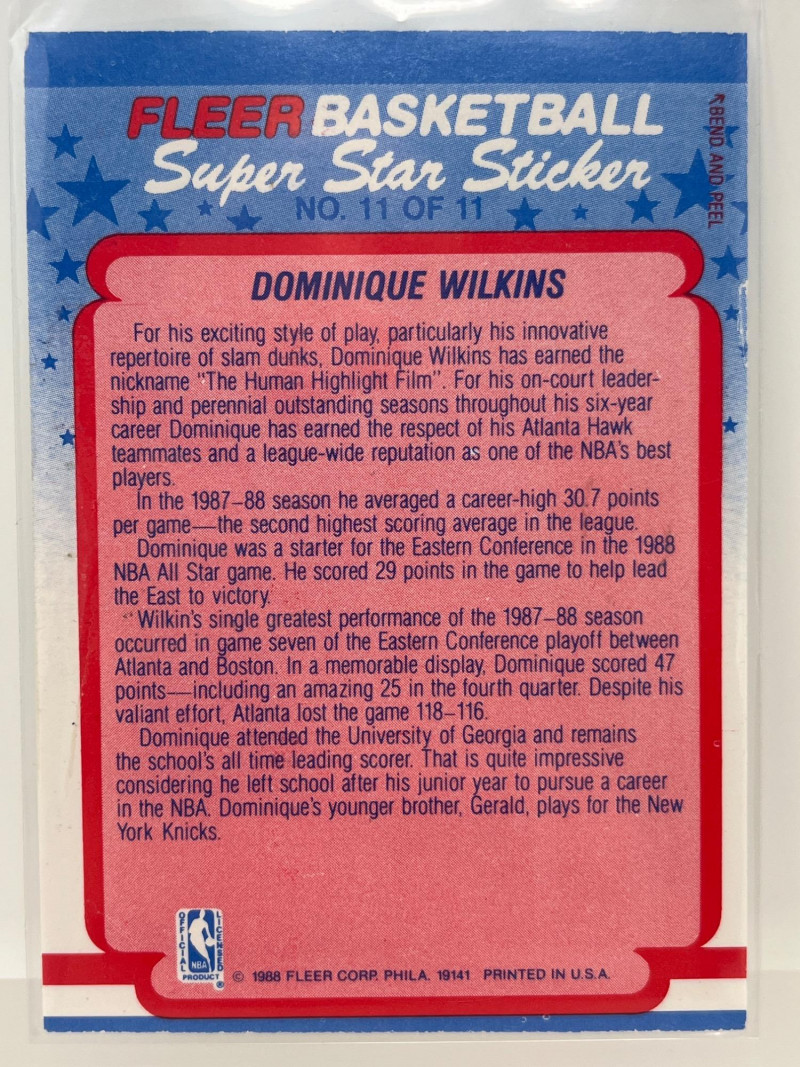 FLEER BASKETBALL
Super Star Sticker
NO. 11 OF 11
BEND AND PEEL
DOMINIQUE WILKINS
For his exciting style of play, particularly his innovative
repertoire of slam dunks, Dominique Wilkins has earned the
nickname "The Human Highlight Film". For his on-court leader-
ship and perennial outstanding seasons throughout his six-year
career Dominique has earned the respect of his Atlanta Hawk
teammates and a league-wide reputation as one of the NBA's best
players.
In the 1987–88 season he averaged a career-high 30.7 points
per game—the second highest scoring average in the league.
Dominique was a starter for the Eastern Conference in the 1988
NBA All Star game. He scored 29 points in the game to help lead
the East to victory.
Wilkin's single greatest performance of the 1987–88 season
occurred in game seven of the Eastern Conference playoff between
Atlanta and Boston. In a memorable display, Dominique scored 47
points—including an amazing 25 in the fourth quarter. Despite his
valiant effort, Atlanta lost the game 118–116.
Dominique attended the University of Georgia and remains
the school's all time leading scorer. That is quite impressive
considering he left school after his junior year to pursue a career
in the NBA. Dominique's younger brother, Gerald, plays for the New
York Knicks.
OFFICIAL LICENSED
NBA
PRODUCT ®
© 1988 FLEER CORP. PHILA. 19141 PRINTED IN U.S.A.